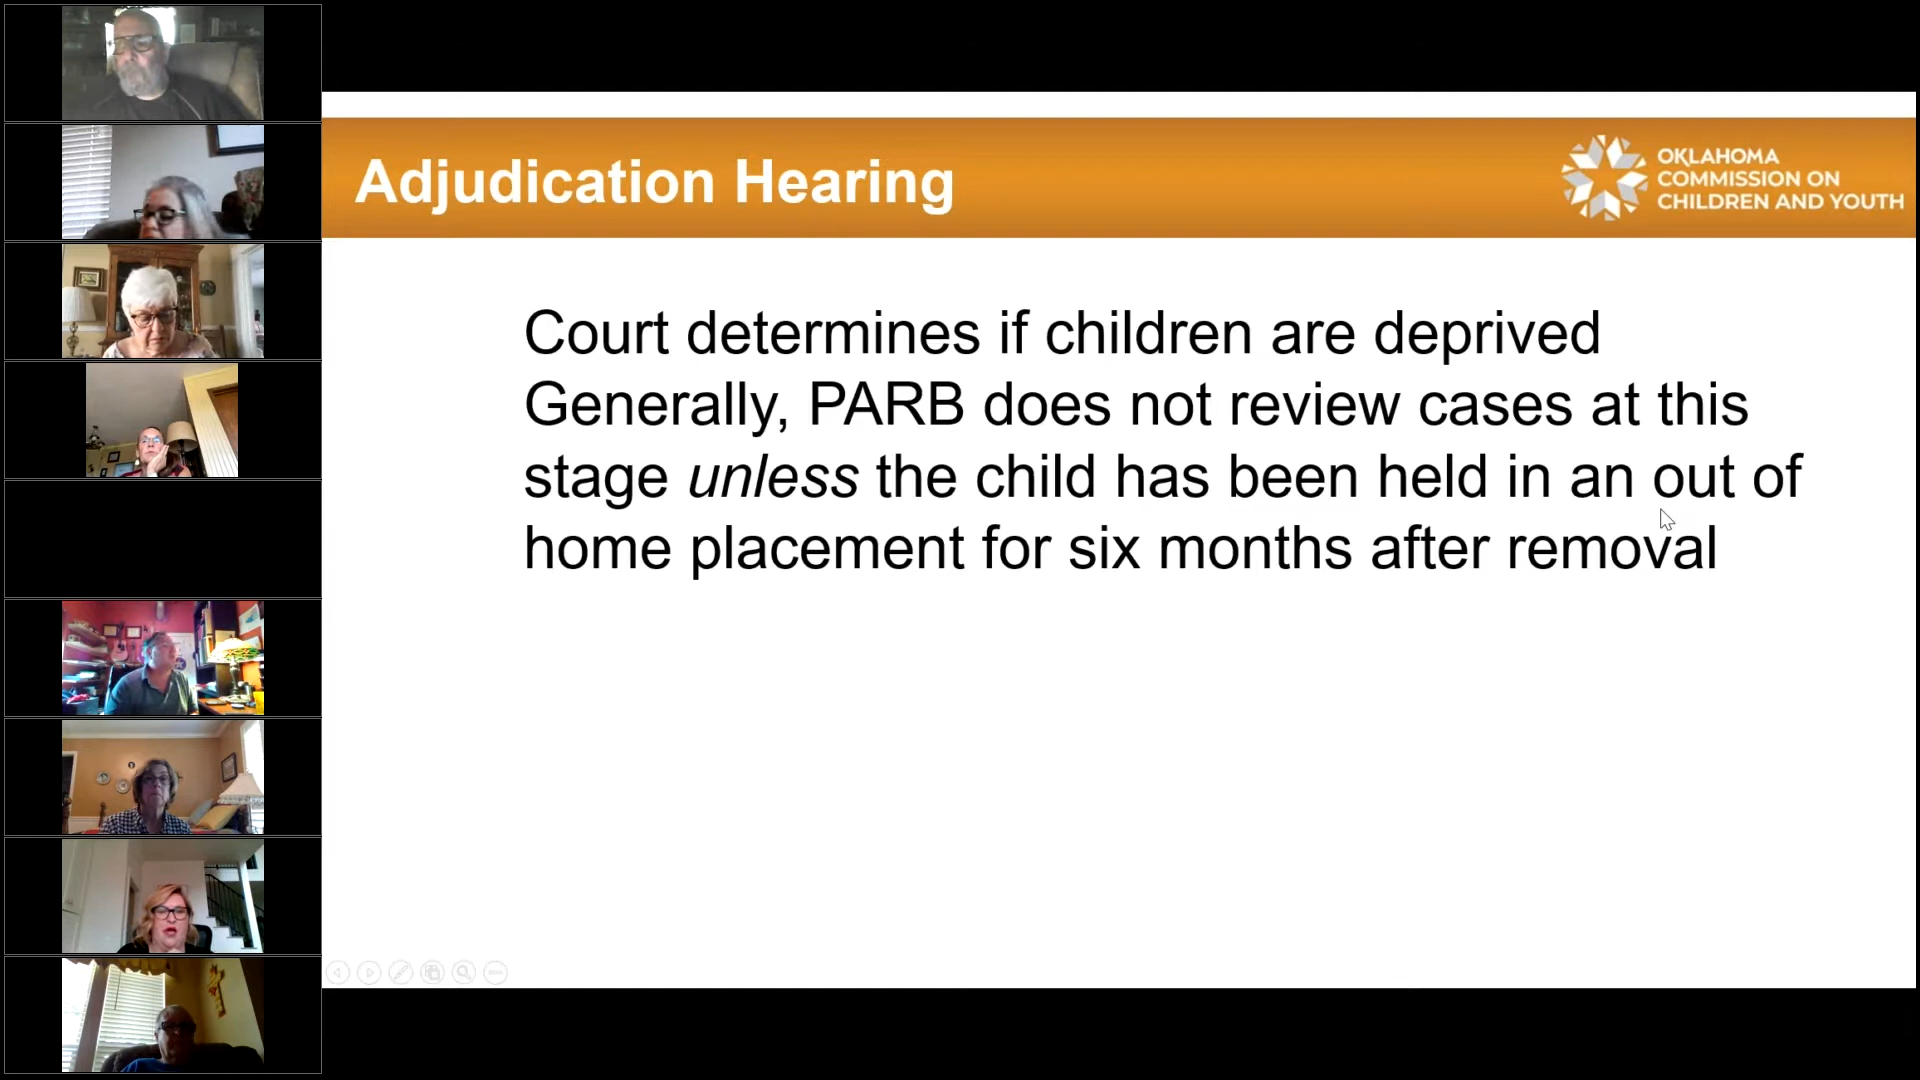 Adjudication Hearing
OKLAHOMA
COMMISSION ON
CHILDREN AND YOUTH
Court determines if children are deprived
Generally, PARB does not review cases at this
stage unless the child has been held in an out of
home placement for six months after removal